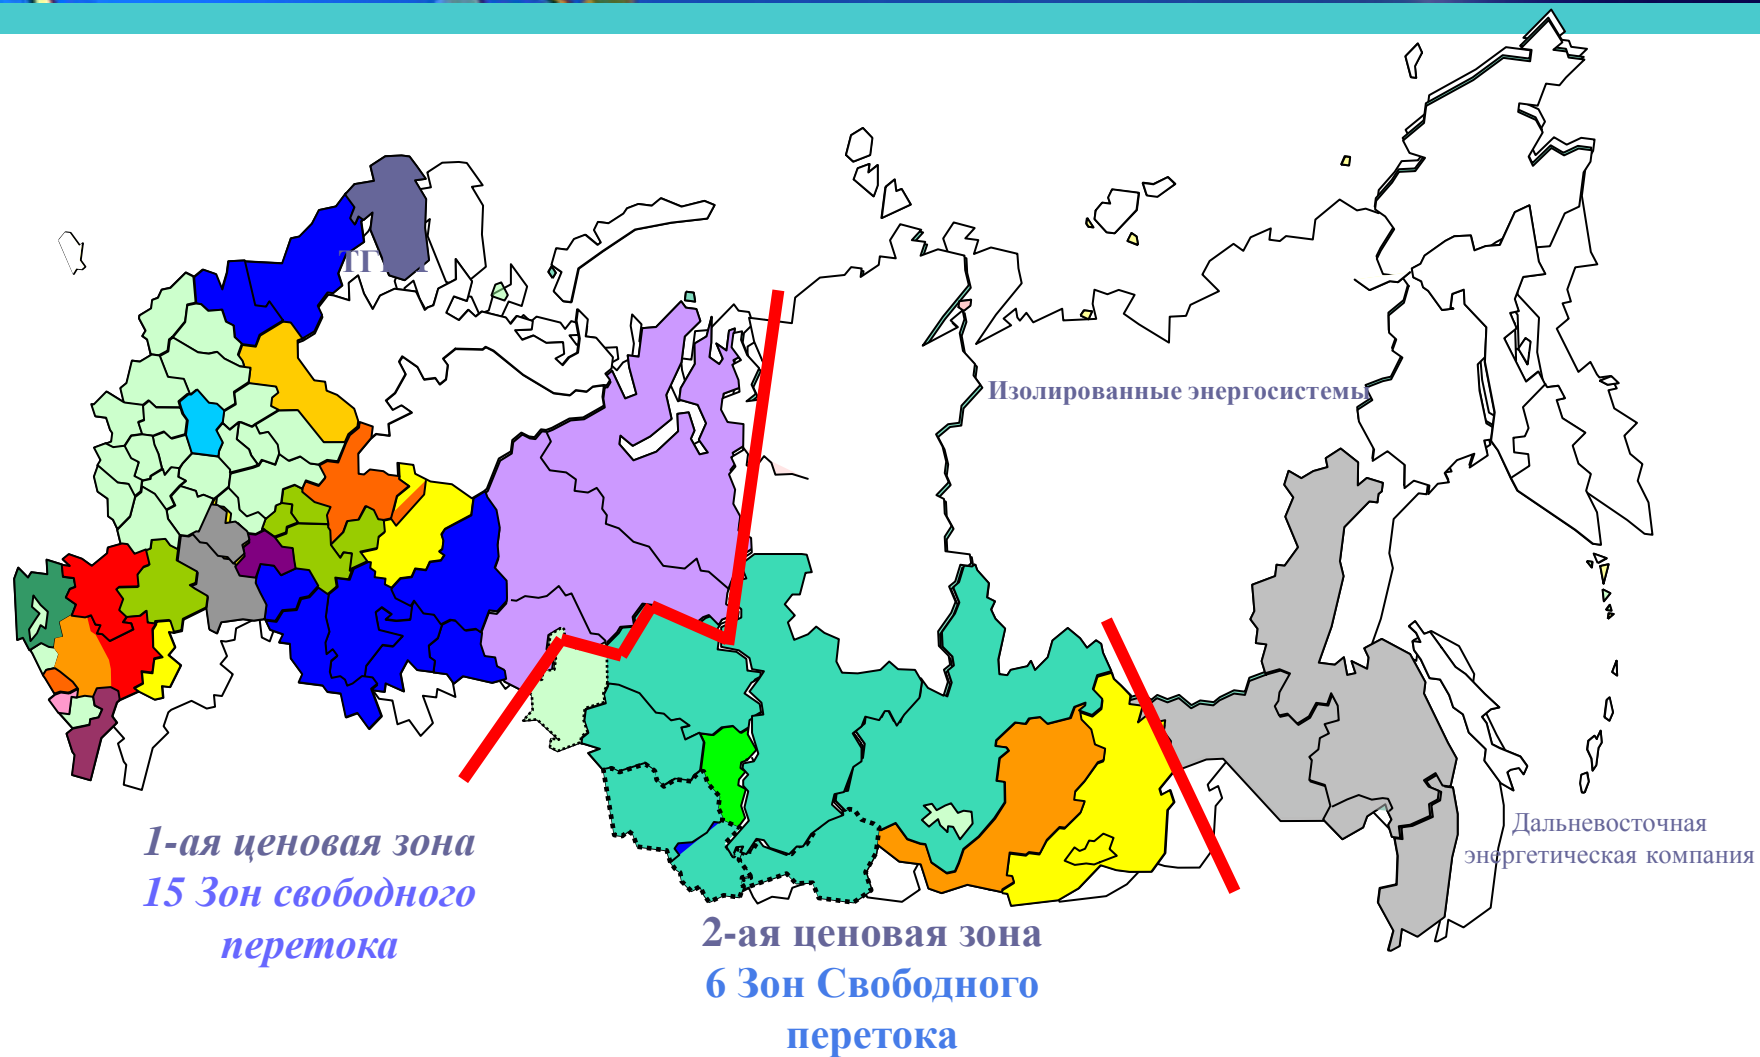 Изолированные энергосистемы
Дальневосточная
энергетическая компания
1-ая ценовая зона
15 Зон свободного
перетока
2-ая ценовая зона
6 Зон Свободного
перетока